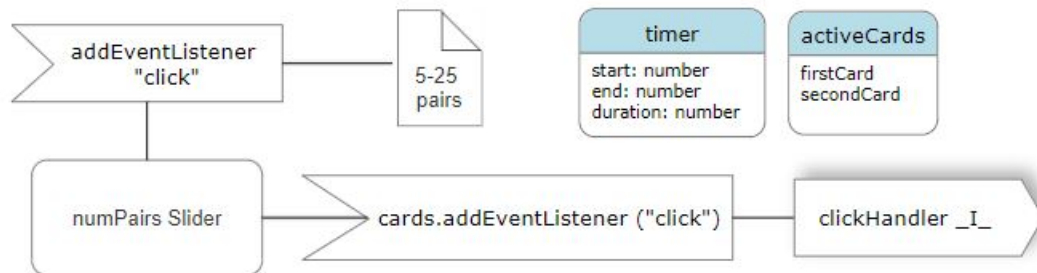 addEventListener
"click"
5-25
pairs
timer
start: number
end: number
duration: number
activeCards
firstCard
secondCard
numPairs Slider
cards.addEventListener ("click")
clickHandler _I_